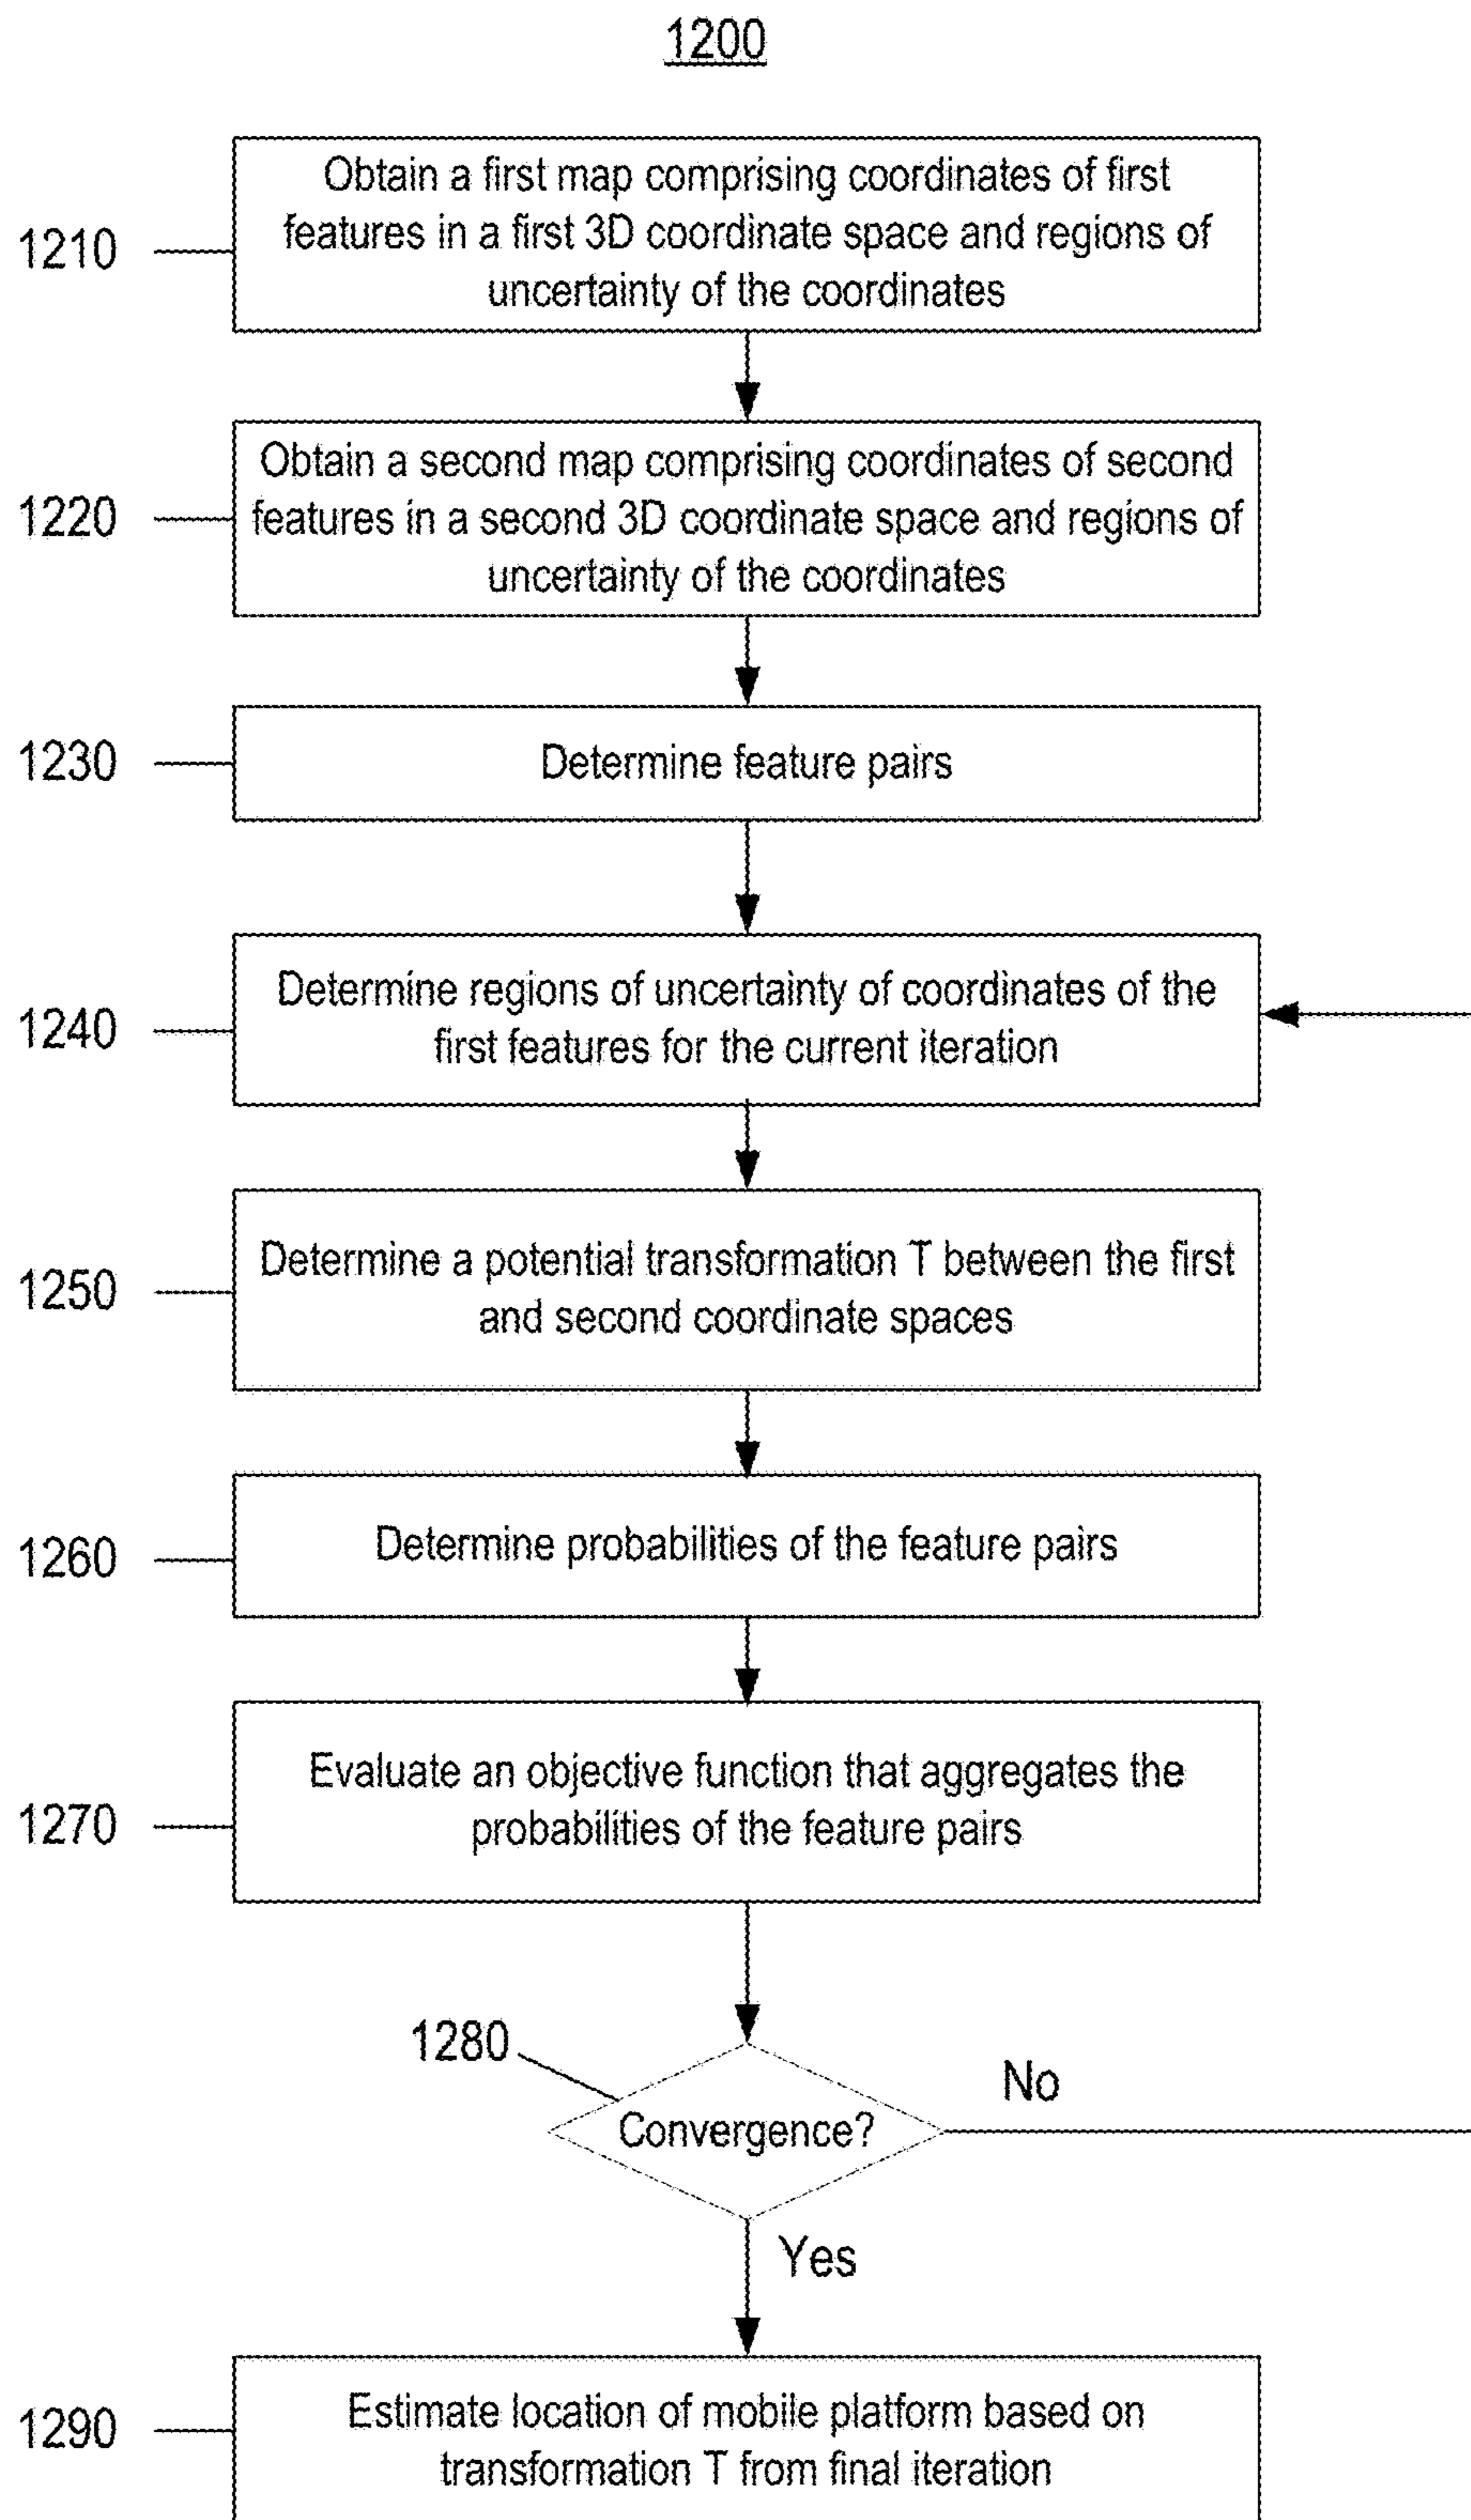 1200
Obtain a first map comprising coordinates of first
features in a first 3D coordinate space and regions of
uncertainty of the coordinates
1210
Obtain a second map comprising coordinates of second
features in a second 3D coordinate space and regions of
uncertainty of the coordinates
1220
Determine feature pairs
1230
Determine regions of uncertainty of coordinates of the
first features for the current iteration
1240
Determine a potential transformation T between the first
and second coordinate spaces
1250
Determine probabilities of the feature pairs
1260
Evaluate an objective function that aggregates the
probabilities of the feature pairs
1270
1280
Convergence?
No
Yes
Estimate location of mobile platform based on
transformation T from final iteration
1290